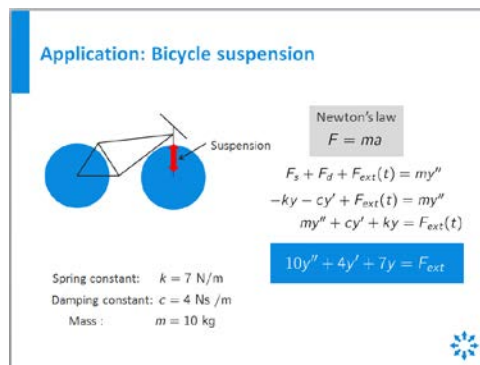 Application: Bicycle suspension
Suspension
Newton's law
F = ma
F_s + F_d + F_ext(t) = my″
−ky − cy′ + F_ext(t) = my″
my″ + cy′ + ky = F_ext(t)
10y″ + 4y′ + 7y = F_ext
Spring constant: k = 7 N/m
Damping constant: c = 4 Ns /m
Mass : m = 10 kg